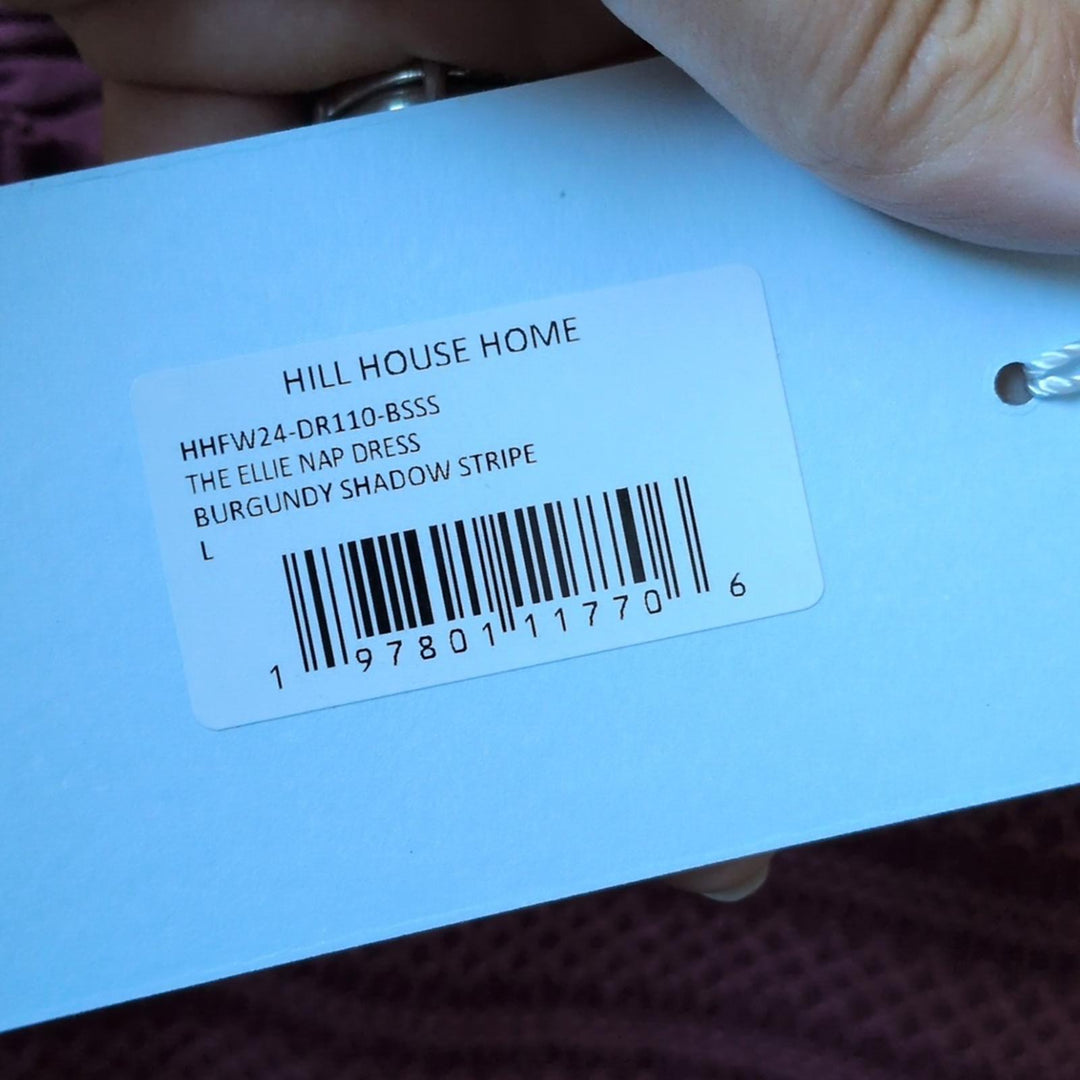 HILL HOUSE HOME
HHFW24-DR110-BSSS
THE ELLIE NAP DRESS
BURGUNDY SHADOW STRIPE
L
1 97801 11770 6